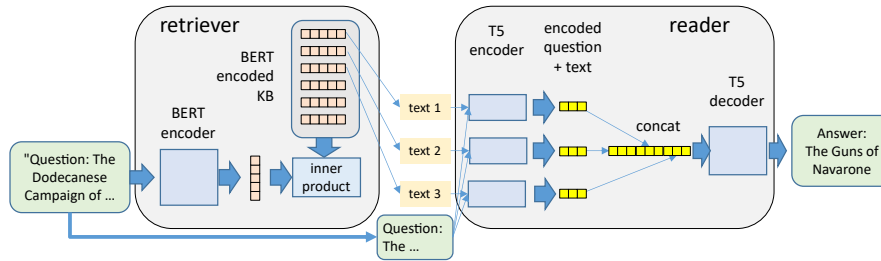 retriever
BERT
encoded
KB
BERT
encoder
"Question: The
Dodecanese
Campaign of ...
inner
product
text 1
text 2
text 3
Question:
The ...
reader
T5
encoder
encoded
question
+ text
concat
T5
decoder
Answer:
The Guns of
Navarone